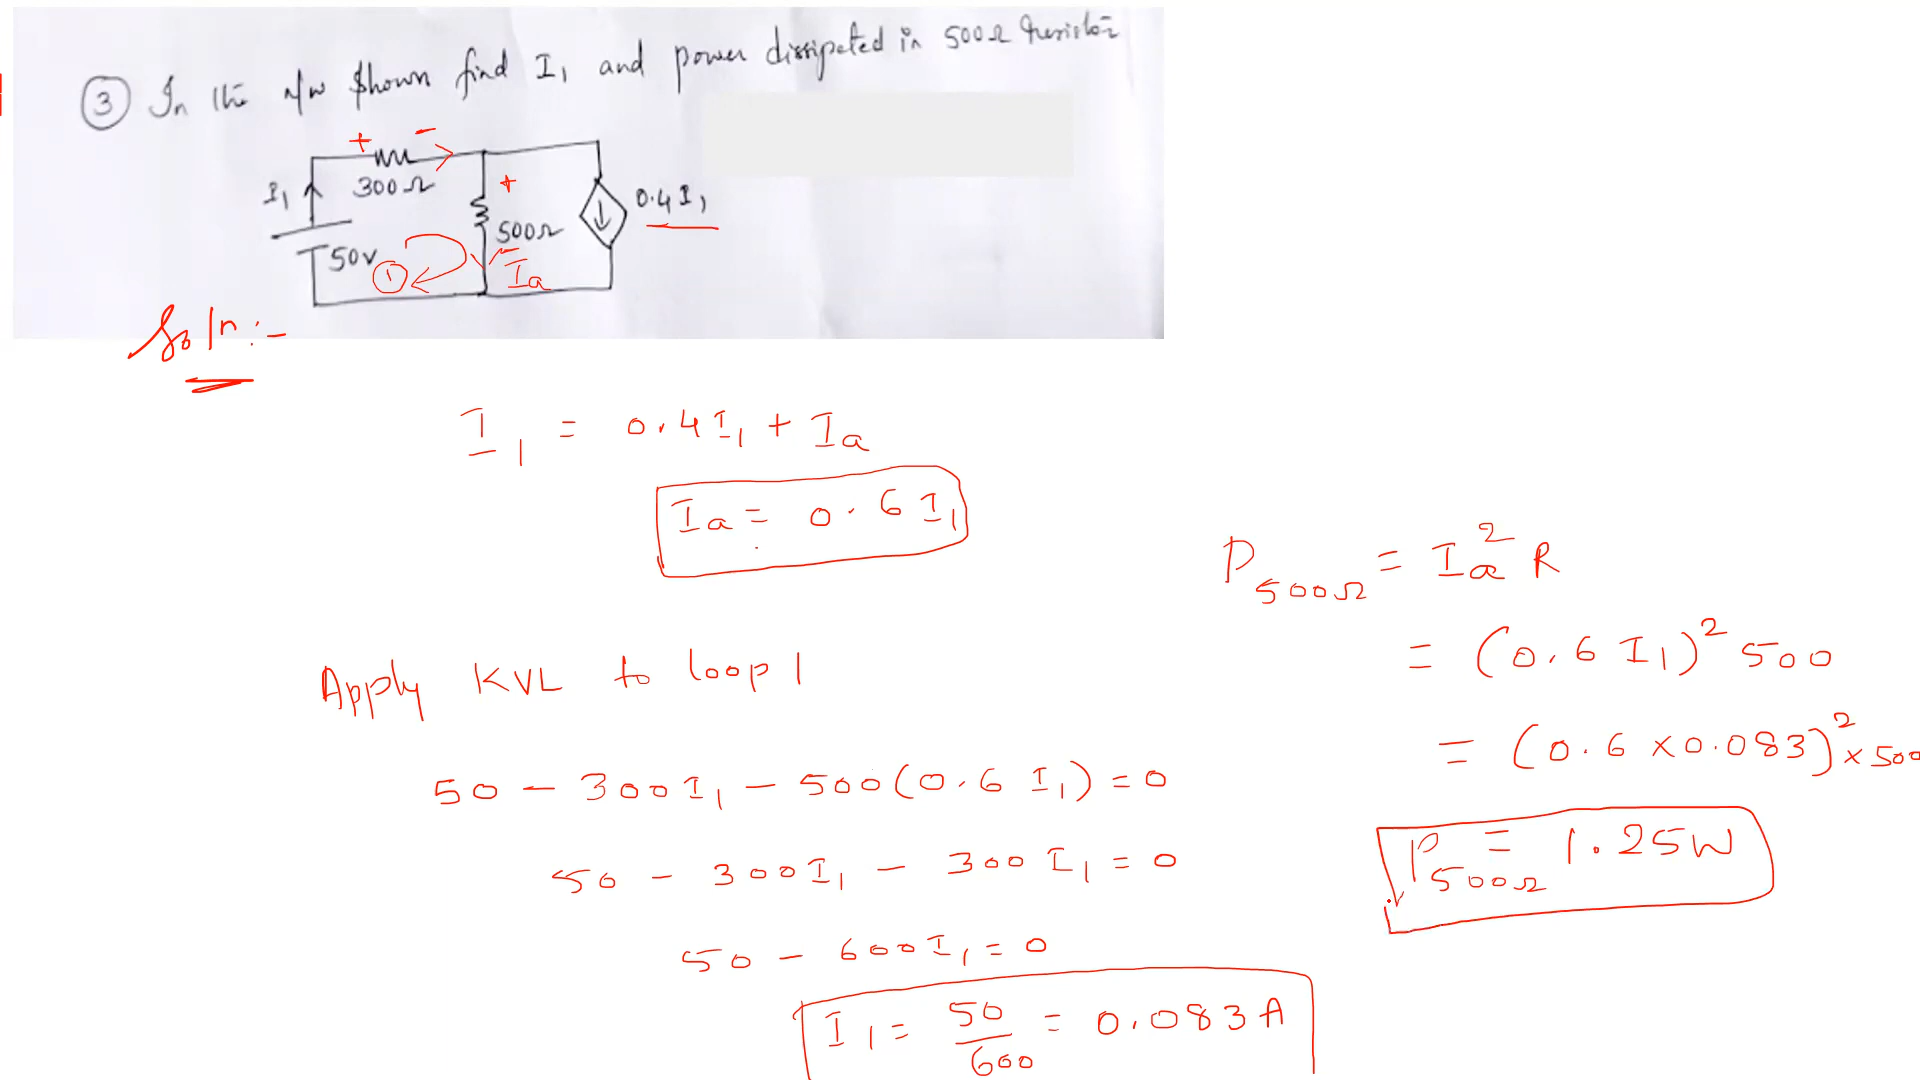 ③ In the n/w shown find I₁ and power dissipated in 500Ω resistor
+ -
I₁ 300Ω + 0.4I₁
500Ω
50V ① - Ia
Soln:-
I₁ = 0.4I₁ + Ia
Ia = 0.6 I₁
Apply KVL to loop 1
50 - 300I₁ - 500(0.6 I₁) = 0
50 - 300I₁ - 300 I₁ = 0
50 - 600I₁ = 0
I₁ = 50/600 = 0.083A
P500Ω = Ia² R
= (0.6 I₁)² 500
= (0.6 × 0.083)² × 500
P500Ω = 1.25W